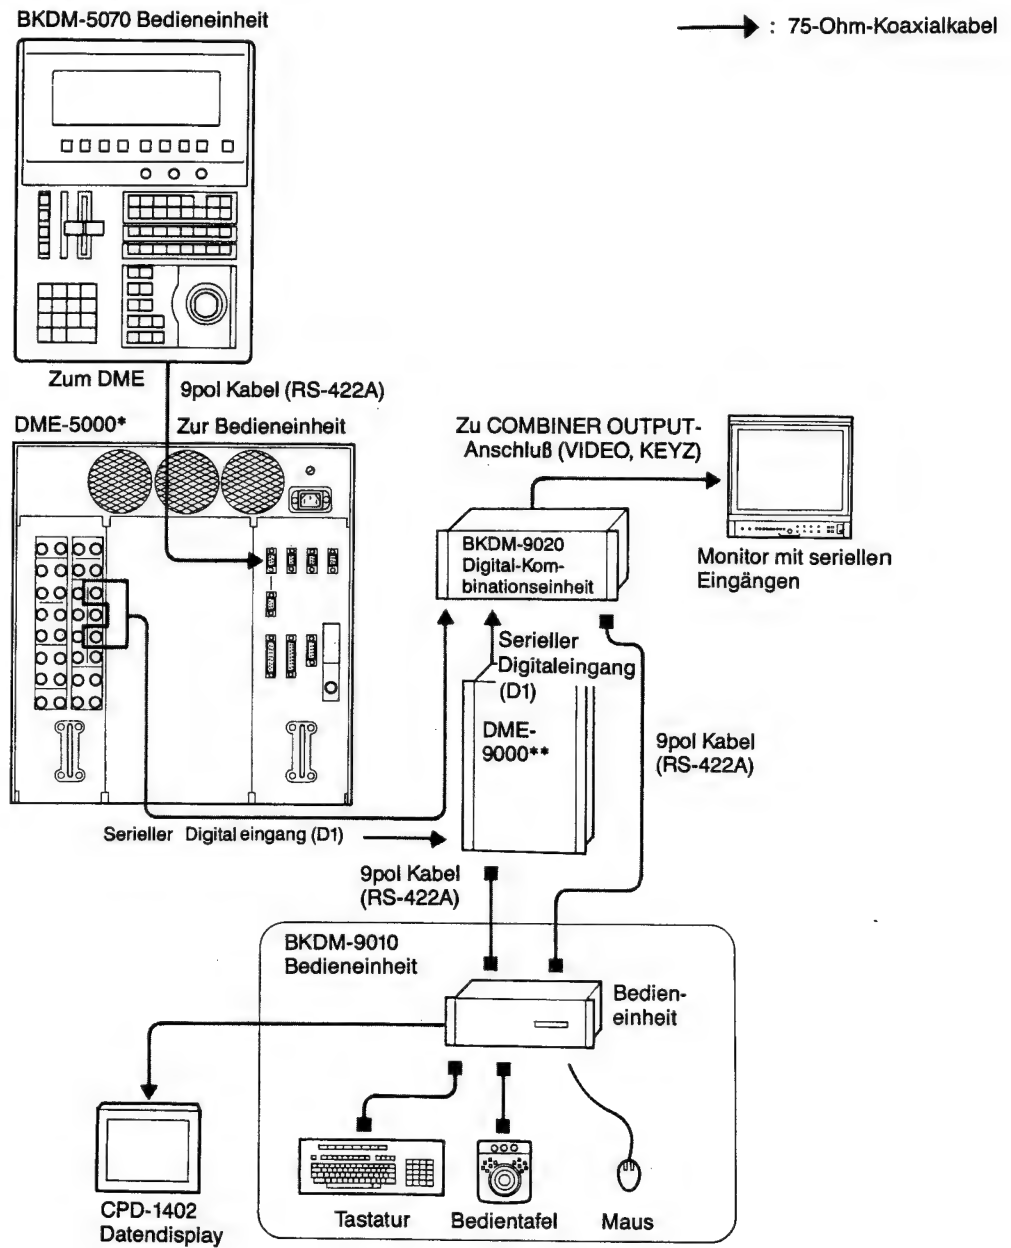 BKDM-5070 Bedieneinheit
: 75-Ohm-Koaxialkabel
Zum DME
9pol Kabel (RS-422A)
DME-5000*
Zur Bedieneinheit
Zu COMBINER OUTPUT-
Anschluß (VIDEO, KEYZ)
BKDM-9020
Digital-Kom-
binationseinheit
Monitor mit seriellen
Eingängen
Serieller
Digitaleingang
(D1)
DME-
9000**
9pol Kabel
(RS-422A)
Serieller Digitaleingang (D1)
9pol Kabel
(RS-422A)
BKDM-9010
Bedieneinheit
Bedien-
einheit
CPD-1402
Datendisplay
Tastatur
Bedientafel
Maus